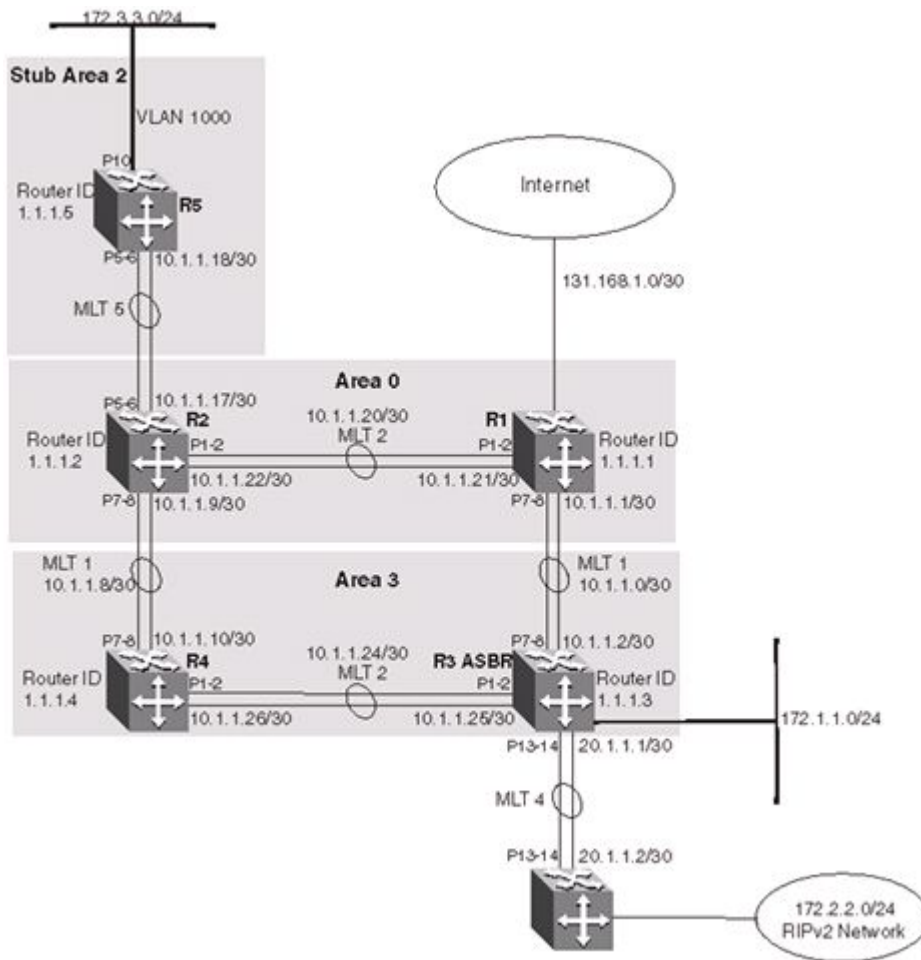 172.3.3.0/24
Stub Area 2
VLAN 1000
P10
Router ID
1.1.1.5
R5
P5-6
10.1.1.18/30
MLT 5
Internet
131.168.1.0/30
Area 0
P5-6
10.1.1.17/30
R2
10.1.1.20/30
MLT 2
R1
Router ID
1.1.1.2
P1-2
P1-2
Router ID
1.1.1.1
10.1.1.22/30
10.1.1.21/30
P7-8
10.1.1.9/30
P7-8
10.1.1.1/30
MLT 1
10.1.1.8/30
Area 3
MLT 1
10.1.1.0/30
P7-8
10.1.1.10/30
R4
10.1.1.24/30
MLT 2
R3 ASBR
P7-8
10.1.1.2/30
Router ID
1.1.1.4
P1-2
P1-2
Router ID
1.1.1.3
10.1.1.26/30
10.1.1.25/30
172.1.1.0/24
P13-14
20.1.1.1/30
MLT 4
P13-14
20.1.1.2/30
172.2.2.0/24
RIPv2 Network